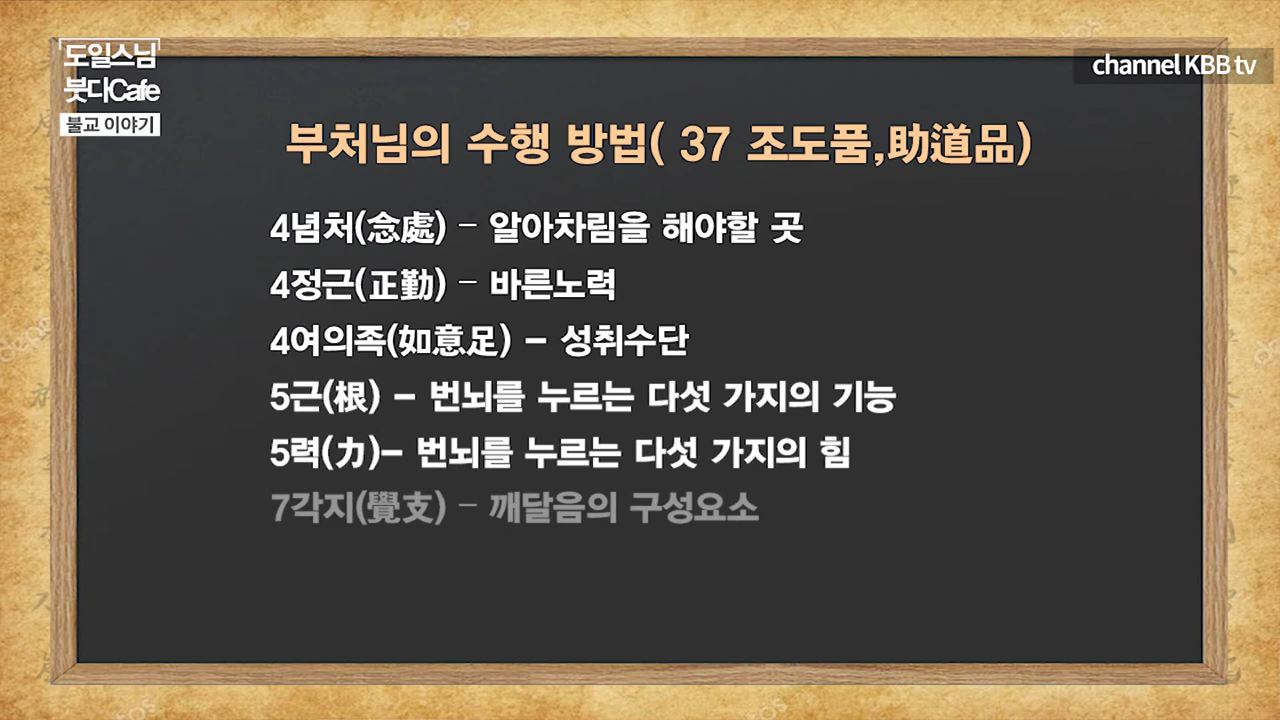 「도일스님
붓다Cafe」
불교 이야기
channel KBB tv
부처님의 수행 방법( 37 조도품,助道品)
4념처(念處) – 알아차림을 해야할 곳
4정근(正勤) – 바른노력
4여의족(如意足) – 성취수단
5근(根) – 번뇌를 누르는 다섯 가지의 기능
5력(力)– 번뇌를 누르는 다섯 가지의 힘
7각지(覺支) – 깨달음의 구성요소